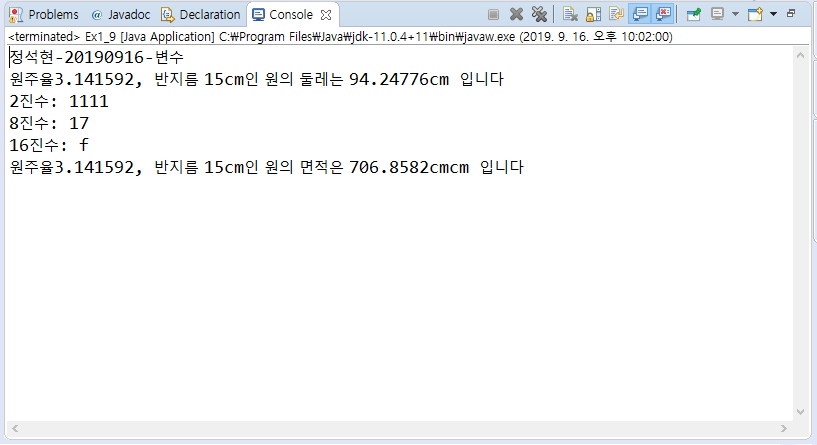 Problems @ Javadoc Declaration Console
<terminated> Ex1_9 [Java Application] C:₩Program Files₩Java₩jdk-11.0.4+11₩bin₩javaw.exe (2019. 9. 16. 오후 10:02:00)
정석현-20190916-변수
원주율3.141592, 반지름 15cm인 원의 둘레는 94.24776cm 입니다
2진수: 1111
8진수: 17
16진수: f
원주율3.141592, 반지름 15cm인 원의 면적은 706.8582cmcm 입니다